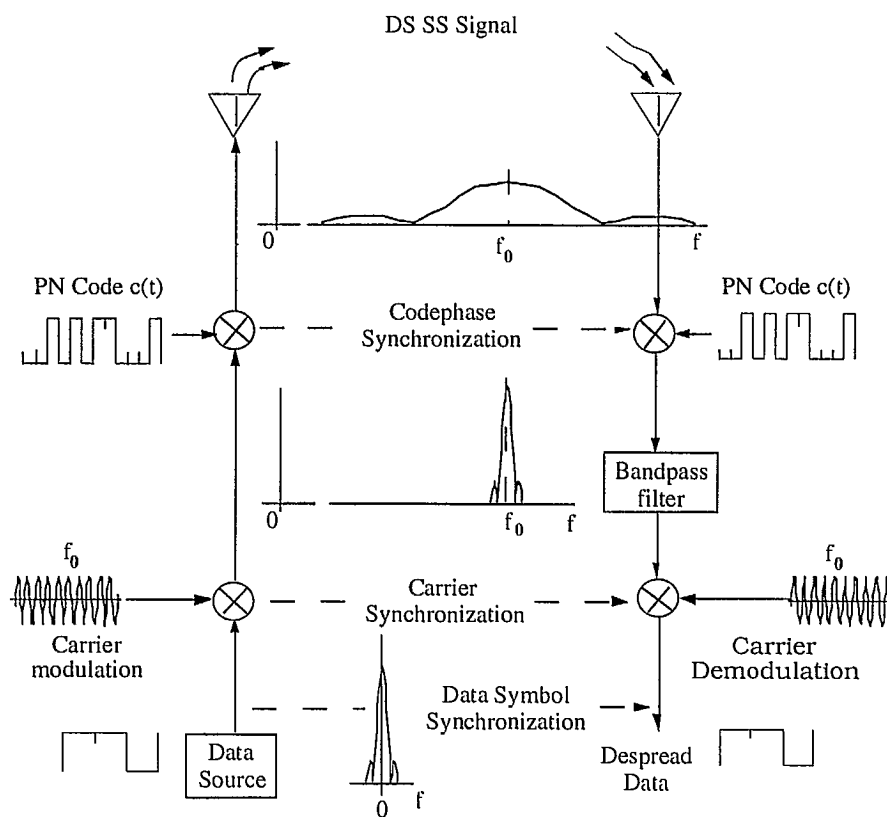 DS SS Signal
0
f₀
f
PN Code c(t)
PN Code c(t)
Codephase
Synchronization
Bandpass
filter
0
f₀
f
f₀
f₀
Carrier
Synchronization
Carrier
modulation
Carrier
Demodulation
Data Symbol
Synchronization
Data
Source
Despread
Data
0
f